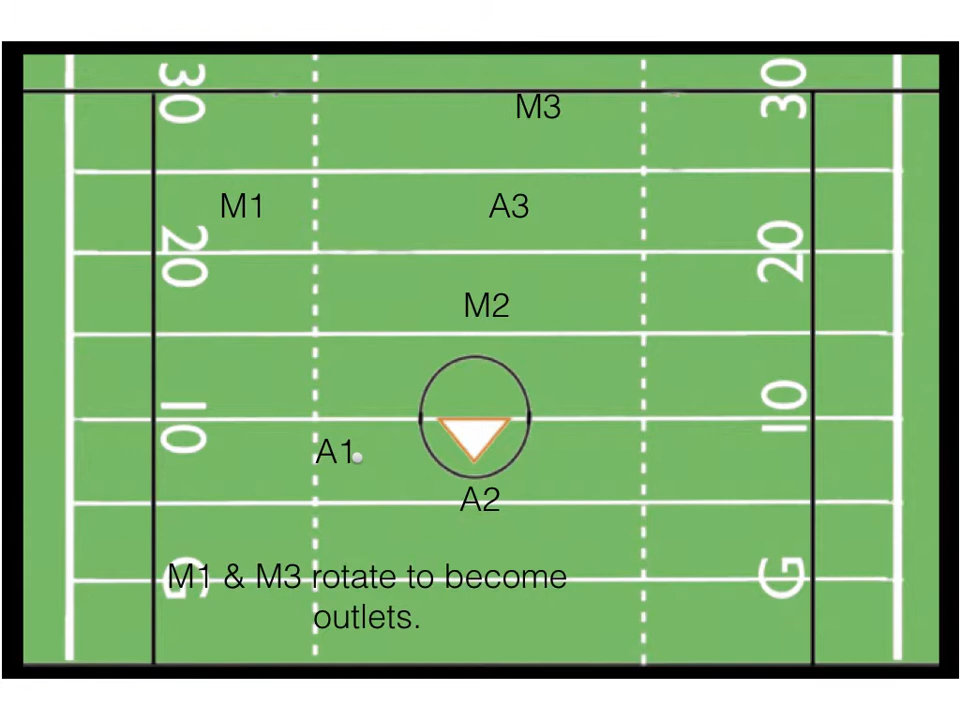 30
30
M3
M1
A3
20
20
M2
10
10
A1
A2
G
G
M1 & M3 rotate to become
outlets.